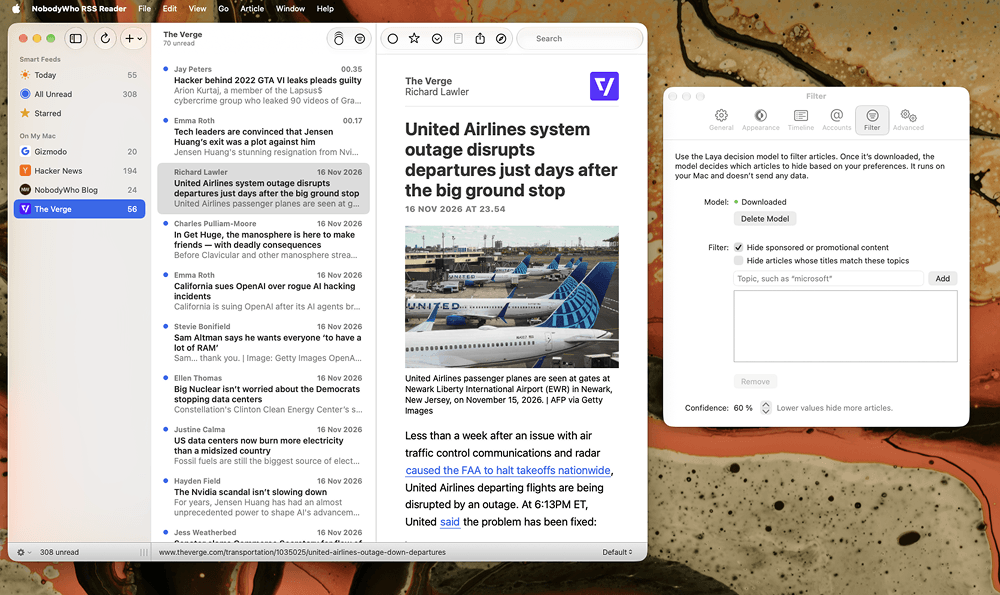 NobodyWho RSS Reader File Edit View Go Article Window Help
Smart Feeds
Today 55
All Unread 308
Starred
On My Mac
Gizmodo 20
Hacker News 194
NobodyWho Blog 24
The Verge 56
308 unread
The Verge
70 unread
Jay Peters 00.35
Hacker behind 2022 GTA VI leaks pleads guilty
Arion Kurtaj, a member of the Lapsus$
cybercrime group who leaked 90 videos of Gra...
Emma Roth 00.17
Tech leaders are convinced that Jensen
Huang's exit was a plot against him
Jensen Huang's stunning resignation from Nvi...
Richard Lawler 16 Nov 2026
United Airlines system outage disrupts
departures just days after the big ground stop
United Airlines passenger planes are seen at g...
Charles Pulliam-Moore 16 Nov 2026
In Get Huge, the manosphere is here to make
friends — with deadly consequences
Before Clavicular and other manosphere strea...
Emma Roth 16 Nov 2026
California sues OpenAI over rogue AI hacking
incidents
California is suing OpenAI after its AI agents br...
Stevie Bonifield 16 Nov 2026
Sam Altman says he wants everyone 'to have a
lot of RAM'
Sam... thank you. | Image: Getty Images OpenA...
Ellen Thomas 16 Nov 2026
Big Nuclear isn't worried about the Democrats
stopping data centers
Constellation's Clinton Clean Energy Center's s...
Justine Calma 16 Nov 2026
US data centers now burn more electricity
than a midsized country
Fossil fuels are still the biggest source of elect...
Hayden Field 16 Nov 2026
The Nvidia scandal isn't slowing down
For years, Jensen Huang has had an almost
unprecedented power to shape AI's advancem...
Jess Weatherbed 16 Nov 2026
Search
The Verge
Richard Lawler
United Airlines system
outage disrupts
departures just days after
the big ground stop
16 NOV 2026 AT 23.54
UNITED
United Airlines passenger planes are seen at gates at
Newark Liberty International Airport (EWR) in Newark,
New Jersey, on November 15, 2026. | AFP via Getty
Images
Less than a week after an issue with air
traffic control communications and radar
caused the FAA to halt takeoffs nationwide,
United Airlines departing flights are being
disrupted by an outage. At 6:13PM ET,
United said the problem has been fixed:
www.theverge.com/transportation/1035025/united-airlines-outage-down-departures
Default
Filter
General Appearance Timeline Accounts Filter Advanced
Use the Laya decision model to filter articles. Once it's downloaded, the
model decides which articles to hide based on your preferences. It runs on
your Mac and doesn't send any data.
Model: Downloaded
Delete Model
Filter: Hide sponsored or promotional content
Hide articles whose titles match these topics
Topic, such as "microsoft" Add
Remove
Confidence: 60 % Lower values hide more articles.